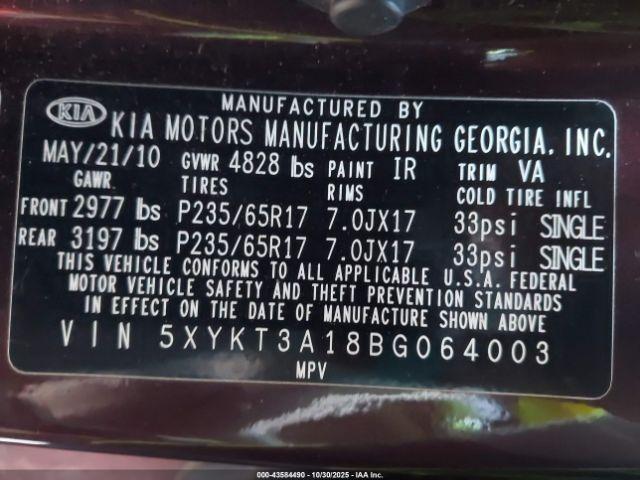 MANUFACTURED BY
KIA KIA MOTORS MANUFACTURING GEORGIA, INC.
MAY/21/10 GVWR 4828 lbs PAINT IR TRIM VA
GAWR TIRES RIMS COLD TIRE INFL
FRONT 2977 lbs P235/65R17 7.0JX17 33psi SINGLE
REAR 3197 lbs P235/65R17 7.0JX17 33psi SINGLE
THIS VEHICLE CONFORMS TO ALL APPLICABLE U.S.A. FEDERAL
MOTOR VEHICLE SAFETY AND THEFT PREVENTION STANDARDS
IN EFFECT ON THE DATE OF MANUFACTURE SHOWN ABOVE
VIN 5XYKT3A18BG064003
MPV
000-43584490 - 10/30/2025 - IAA Inc.